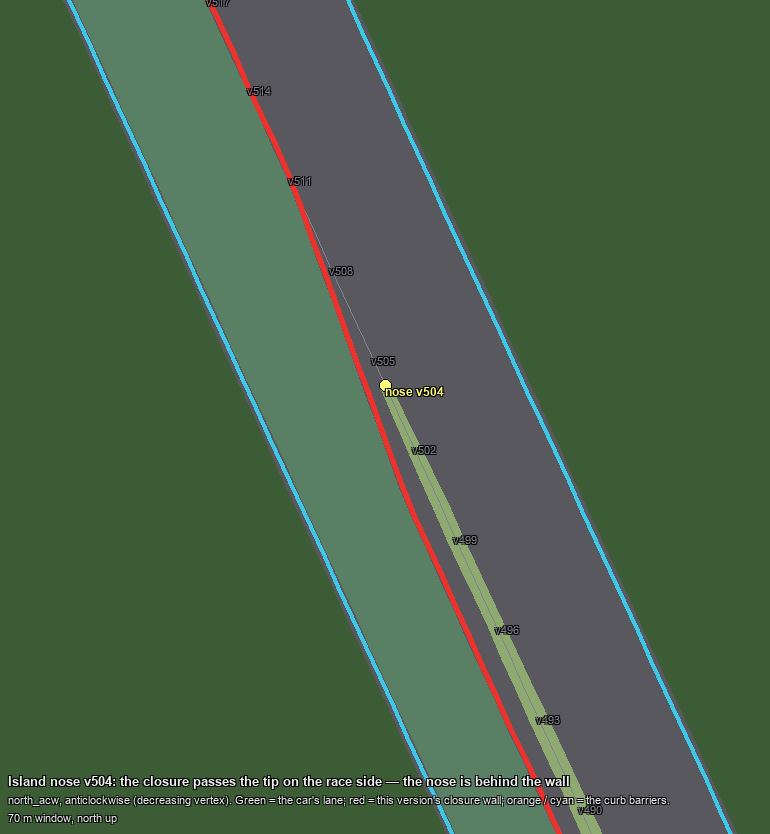 v517
v514
v511
v508
v505
nose v504
v502
v499
v496
v493
Island nose v504: the closure passes the tip on the race side — the nose is behind the wall
north_acw, anticlockwise (decreasing vertex). Green = the car's lane; red = this version's closure wall; orange / cyan = the curb barriers.
v490
70 m window, north up